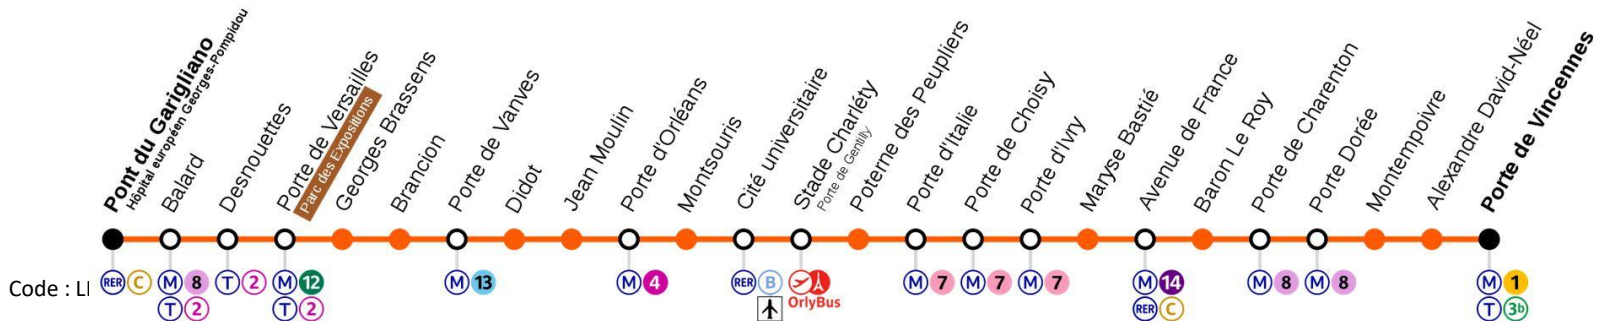 Pont du Garigliano
Hôpital européen Georges-Pompidou
Balard
Desnouettes
Porte de Versailles
Parc des Expositions
Georges Brassens
Brancion
Porte de Vanves
Didot
Jean Moulin
Porte d'Orléans
Montsouris
Cité universitaire
Stade Charléty
Porte de Gentilly
Poterne des Peupliers
Porte d'Italie
Porte de Choisy
Porte d'Ivry
Maryse Bastié
Avenue de France
Baron Le Roy
Porte de Charenton
Porte Dorée
Montempoivre
Alexandra David-Néel
Porte de Vincennes
Code : LI
RER C
M 8
T 2
T 2
M 12
T 2
M 13
M 4
RER B
OrlyBus
M 7
M 7
M 7
M 14
RER C
M 8
M 8
M 1
T 3b